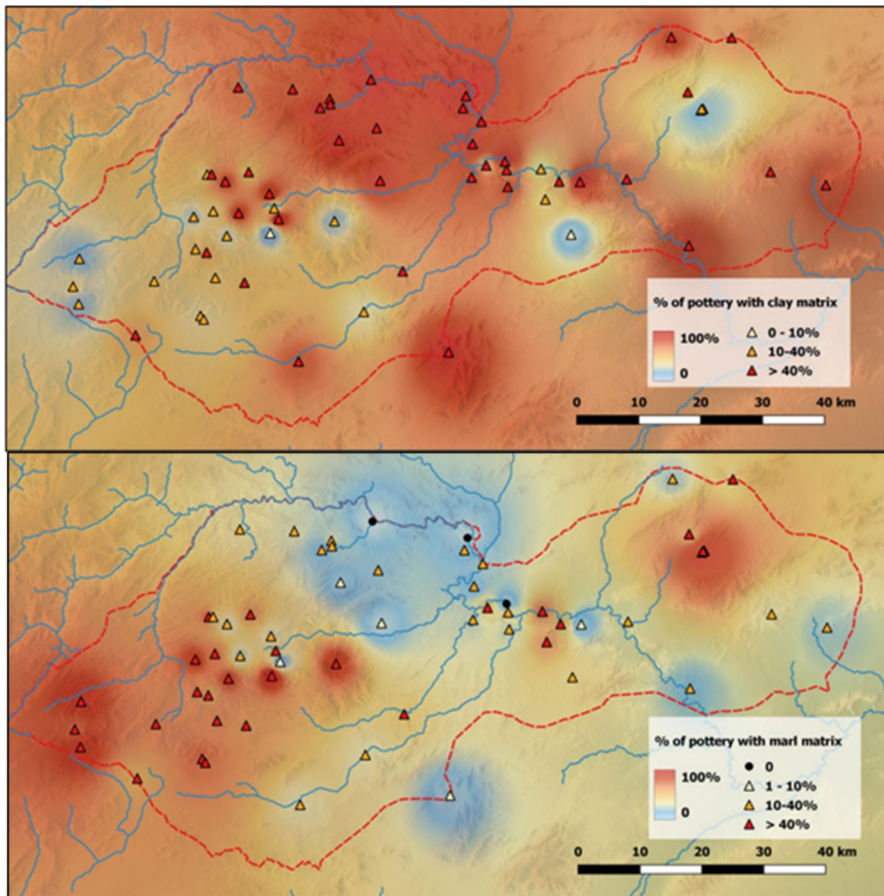 % of pottery with clay matrix
100%
0
0 - 10%
10-40%
> 40%
0 10 20 30 40 km
% of pottery with marl matrix
100%
0
0
1 - 10%
10-40%
> 40%
0 10 20 30 40 km